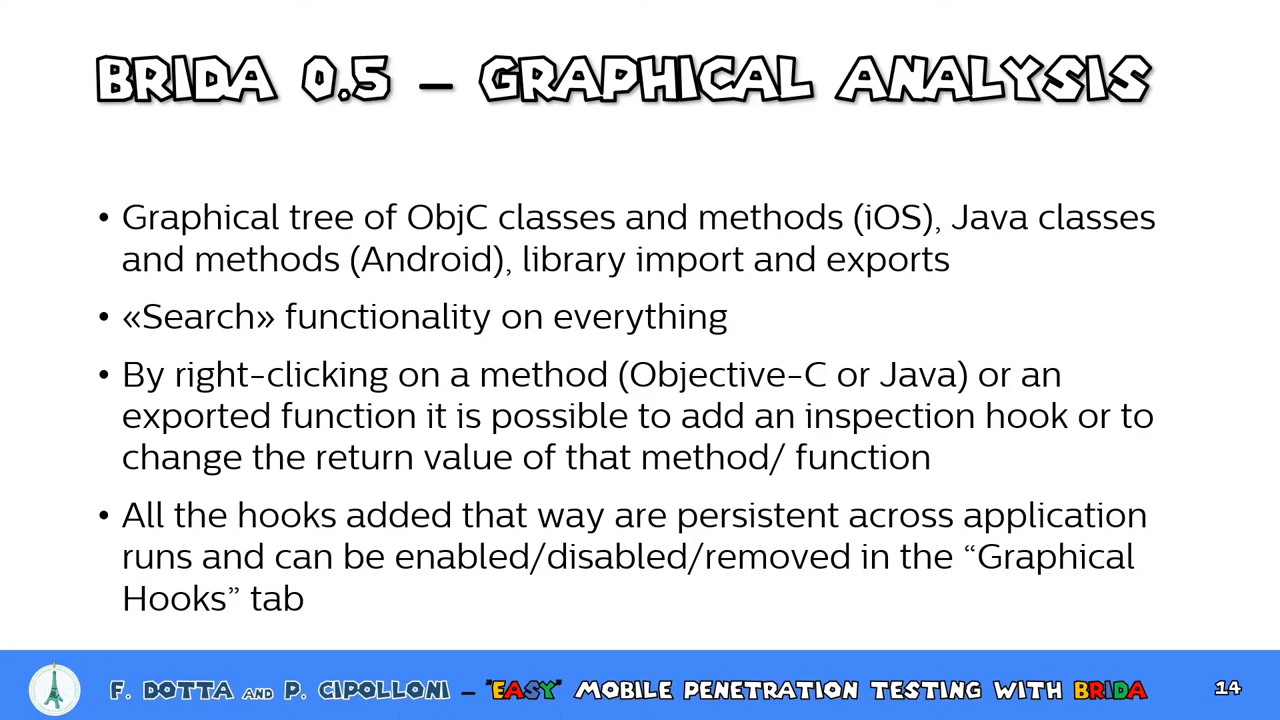 BRIDA 0.5 – GRAPHICAL ANALYSIS
• Graphical tree of ObjC classes and methods (iOS), Java classes
and methods (Android), library import and exports
• «Search» functionality on everything
• By right-clicking on a method (Objective-C or Java) or an
exported function it is possible to add an inspection hook or to
change the return value of that method/ function
• All the hooks added that way are persistent across application
runs and can be enabled/disabled/removed in the “Graphical
Hooks” tab
F. DOTTA AND P. CIPOLLONI – "EASY" MOBILE PENETRATION TESTING WITH BRIDA
14